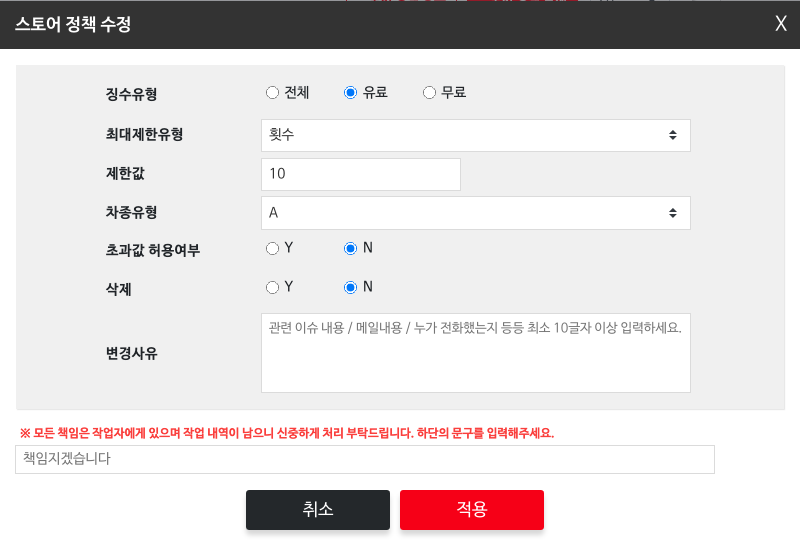 스토어 정책 수정 X
징수유형 전체 유료 무료
최대제한유형 횟수
제한값 10
차종유형 A
초과값 허용여부 Y N
삭제 Y N
관련 이슈 내용 / 메일내용 / 누가 전화했는지 등등 최소 10글자 이상 입력하세요.
변경사유
※ 모든 책임은 작업자에게 있으며 작업 내역이 남으니 신중하게 처리 부탁드립니다. 하단의 문구를 입력해주세요.
책임지겠습니다
취소 적용